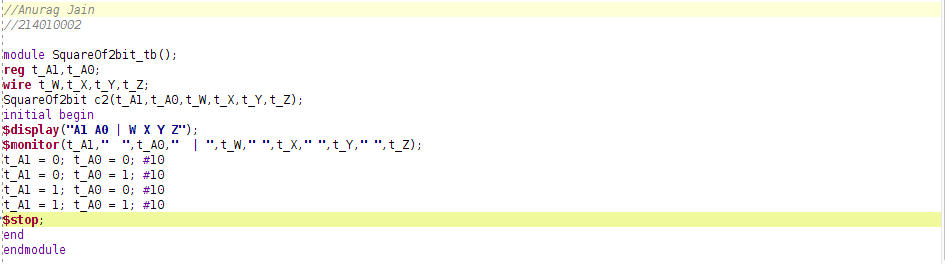 //Anurag Jain
//214010002
module SquareOf2bit_tb();
reg t_A1,t_A0;
wire t_W,t_X,t_Y,t_Z;
SquareOf2bit c2(t_A1,t_A0,t_W,t_X,t_Y,t_Z);
initial begin
$display("A1 A0 | W X Y Z");
$monitor(t_A1,"  ",t_A0,"  | ",t_W," ",t_X," ",t_Y," ",t_Z);
t_A1 = 0; t_A0 = 0; #10
t_A1 = 0; t_A0 = 1; #10
t_A1 = 1; t_A0 = 0; #10
t_A1 = 1; t_A0 = 1; #10
$stop;
end
endmodule